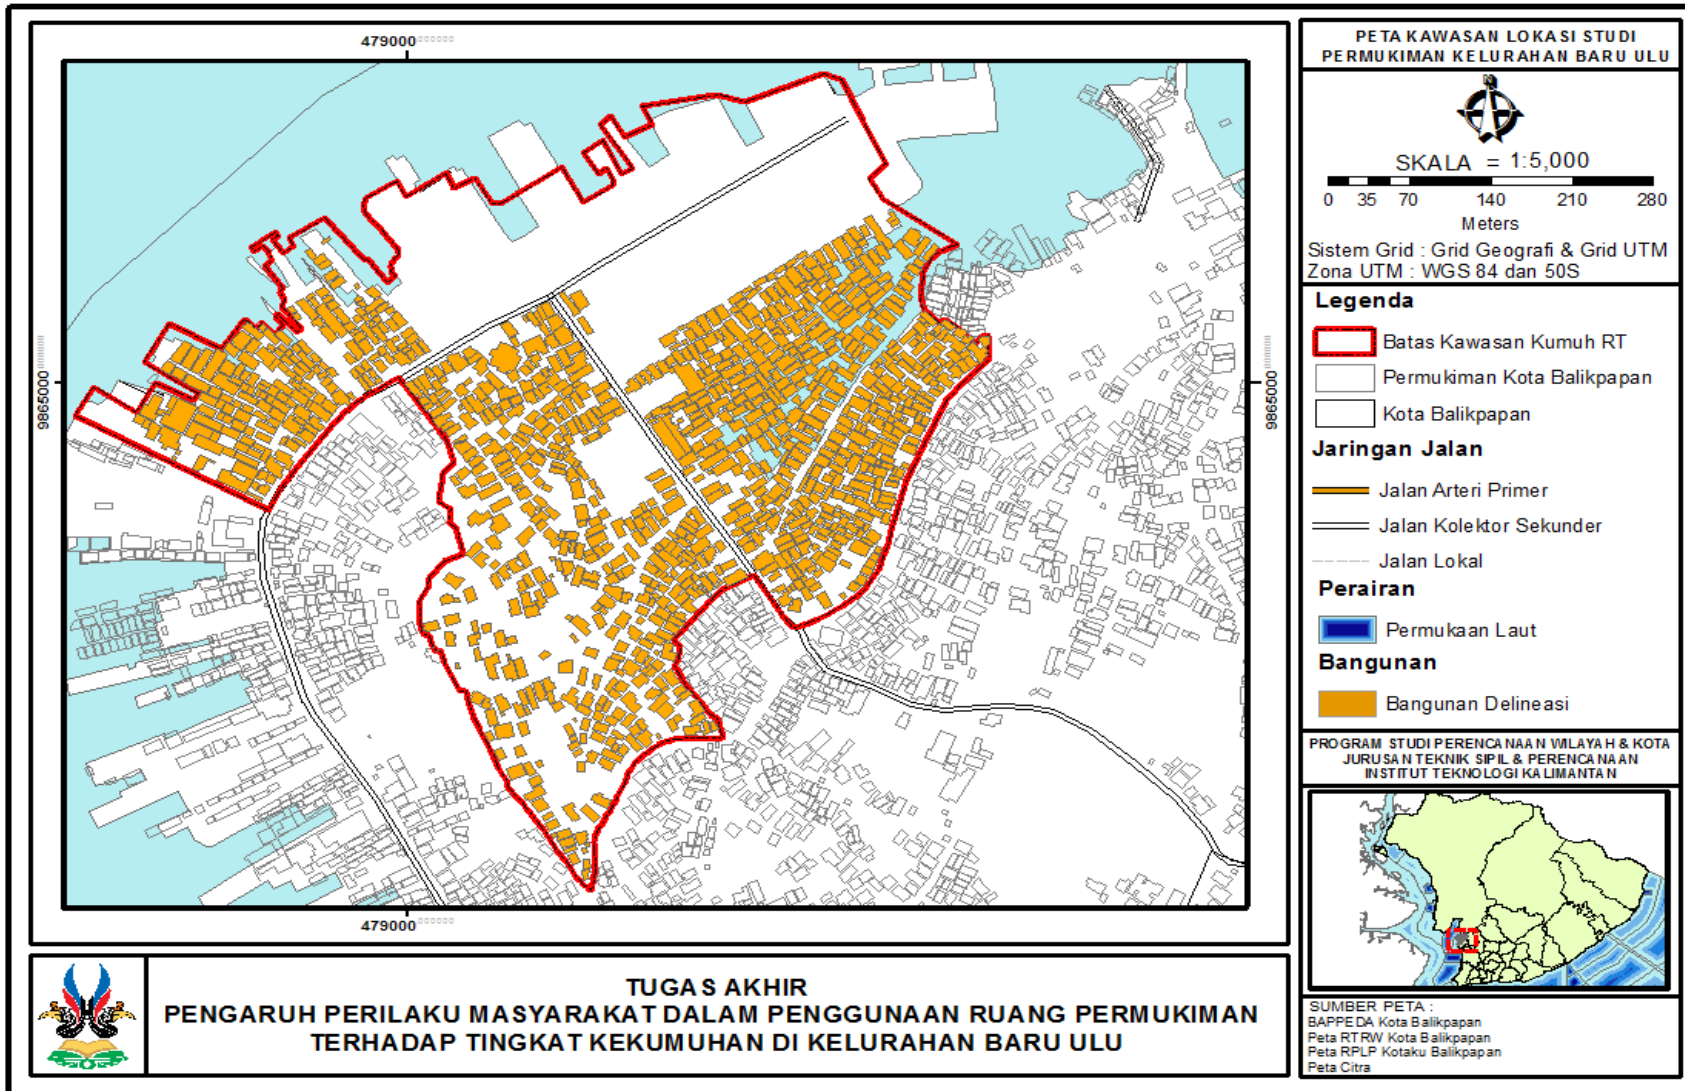 479000
9865000
9865000
479000
PETA KAWASAN LOKASI STUDI
PERMUKIMAN KELURAHAN BARU ULU
N
SKALA = 1:5,000
0 35 70 140 210 280
Meters
Sistem Grid : Grid Geografi & Grid UTM
Zona UTM : WGS 84 dan 50S
Legenda
Batas Kawasan Kumuh RT
Permukiman Kota Balikpapan
Kota Balikpapan
Jaringan Jalan
Jalan Arteri Primer
Jalan Kolektor Sekunder
Jalan Lokal
Perairan
Permukaan Laut
Bangunan
Bangunan Delineasi
PROGRAM STUDI PERENCANAAN WILAYAH & KOTA
JURUSAN TEKNIK SIPIL & PERENCANAAN
INSTITUT TEKNOLOGI KALIMANTAN
SUMBER PETA :
BAPPEDA Kota Balikpapan
Peta RTRW Kota Balikpapan
Peta RPLP Kotaku Balikpapan
Peta Citra
TUGAS AKHIR
PENGARUH PERILAKU MASYARAKAT DALAM PENGGUNAAN RUANG PERMUKIMAN
TERHADAP TINGKAT KEKUMUHAN DI KELURAHAN BARU ULU